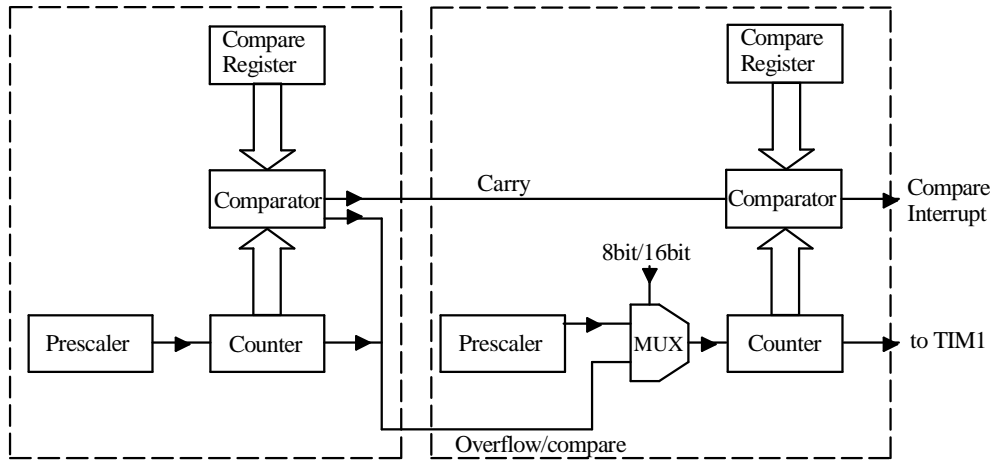 Compare
Register
Compare
Register
Comparator
Carry
Comparator
Compare
Interrupt
8bit/16bit
Prescaler
Counter
Prescaler
MUX
Counter
to TIM1
Overflow/compare